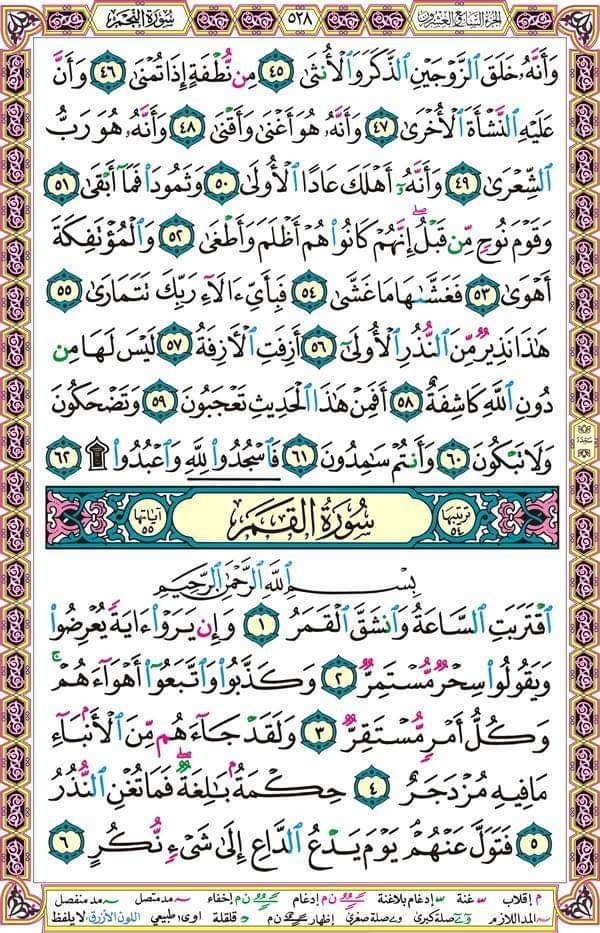 الجزء السابع والعشرون ٥٢٨ سورة النجم
وَأَنَّهُۥ خَلَقَ ٱلزَّوْجَيْنِ ٱلذَّكَرَ وَٱلْأُنثَىٰ ٤٥ مِن نُّطْفَةٍ إِذَا تُمْنَىٰ ٤٦ وَأَنَّ
عَلَيْهِ ٱلنَّشْأَةَ ٱلْأُخْرَىٰ ٤٧ وَأَنَّهُۥ هُوَ أَغْنَىٰ وَأَقْنَىٰ ٤٨ وَأَنَّهُۥ هُوَ رَبُّ
ٱلشِّعْرَىٰ ٤٩ وَأَنَّهُۥٓ أَهْلَكَ عَادًا ٱلْأُولَىٰ ٥٠ وَثَمُودَا۟ فَمَآ أَبْقَىٰ ٥١
وَقَوْمَ نُوحٍ مِّن قَبْلُ ۖ إِنَّهُمْ كَانُوا۟ هُمْ أَظْلَمَ وَأَطْغَىٰ ٥٢ وَٱلْمُؤْتَفِكَةَ
أَهْوَىٰ ٥٣ فَغَشَّىٰهَا مَا غَشَّىٰ ٥٤ فَبِأَىِّ ءَالَآءِ رَبِّكَ تَتَمَارَىٰ ٥٥
هَٰذَا نَذِيرٌ مِّنَ ٱلنُّذُرِ ٱلْأُولَىٰٓ ٥٦ أَزِفَتِ ٱلْـَٔازِفَةُ ٥٧ لَيْسَ لَهَا مِن
دُونِ ٱللَّهِ كَاشِفَةٌ ٥٨ أَفَمِنْ هَٰذَا ٱلْحَدِيثِ تَعْجَبُونَ ٥٩ وَتَضْحَكُونَ
وَلَا تَبْكُونَ ٦٠ وَأَنتُمْ سَٰمِدُونَ ٦١ فَٱسْجُدُوا۟ لِلَّهِ وَٱعْبُدُوا۟ ۩ ٦٢
سجدة
ترتيبها ٥٤ سُورَةُ القَمَر آياتها ٥٥
بِسْمِ ٱللَّهِ ٱلرَّحْمَٰنِ ٱلرَّحِيمِ
ٱقْتَرَبَتِ ٱلسَّاعَةُ وَٱنشَقَّ ٱلْقَمَرُ ١ وَإِن يَرَوْا۟ ءَايَةً يُعْرِضُوا۟
وَيَقُولُوا۟ سِحْرٌ مُّسْتَمِرٌّ ٢ وَكَذَّبُوا۟ وَٱتَّبَعُوٓا۟ أَهْوَآءَهُمْ ۚ
وَكُلُّ أَمْرٍ مُّسْتَقِرٌّ ٣ وَلَقَدْ جَآءَهُم مِّنَ ٱلْأَنۢبَآءِ
مَا فِيهِ مُزْدَجَرٌ ٤ حِكْمَةٌۢ بَٰلِغَةٌ ۖ فَمَا تُغْنِ ٱلنُّذُرُ
٥ فَتَوَلَّ عَنْهُمْ ۘ يَوْمَ يَدْعُ ٱلدَّاعِ إِلَىٰ شَىْءٍ نُّكُرٍ ٦
م إقلاب غنة إدغام بلاغنة ن م إدغام ن م إخفاء مد متصل مد منفصل
المد اللازم صلة كبرى صلة صغرى إظهار ن م قلقلة اوى؛ طبيعي اللون الأزرق: لا يلفظ